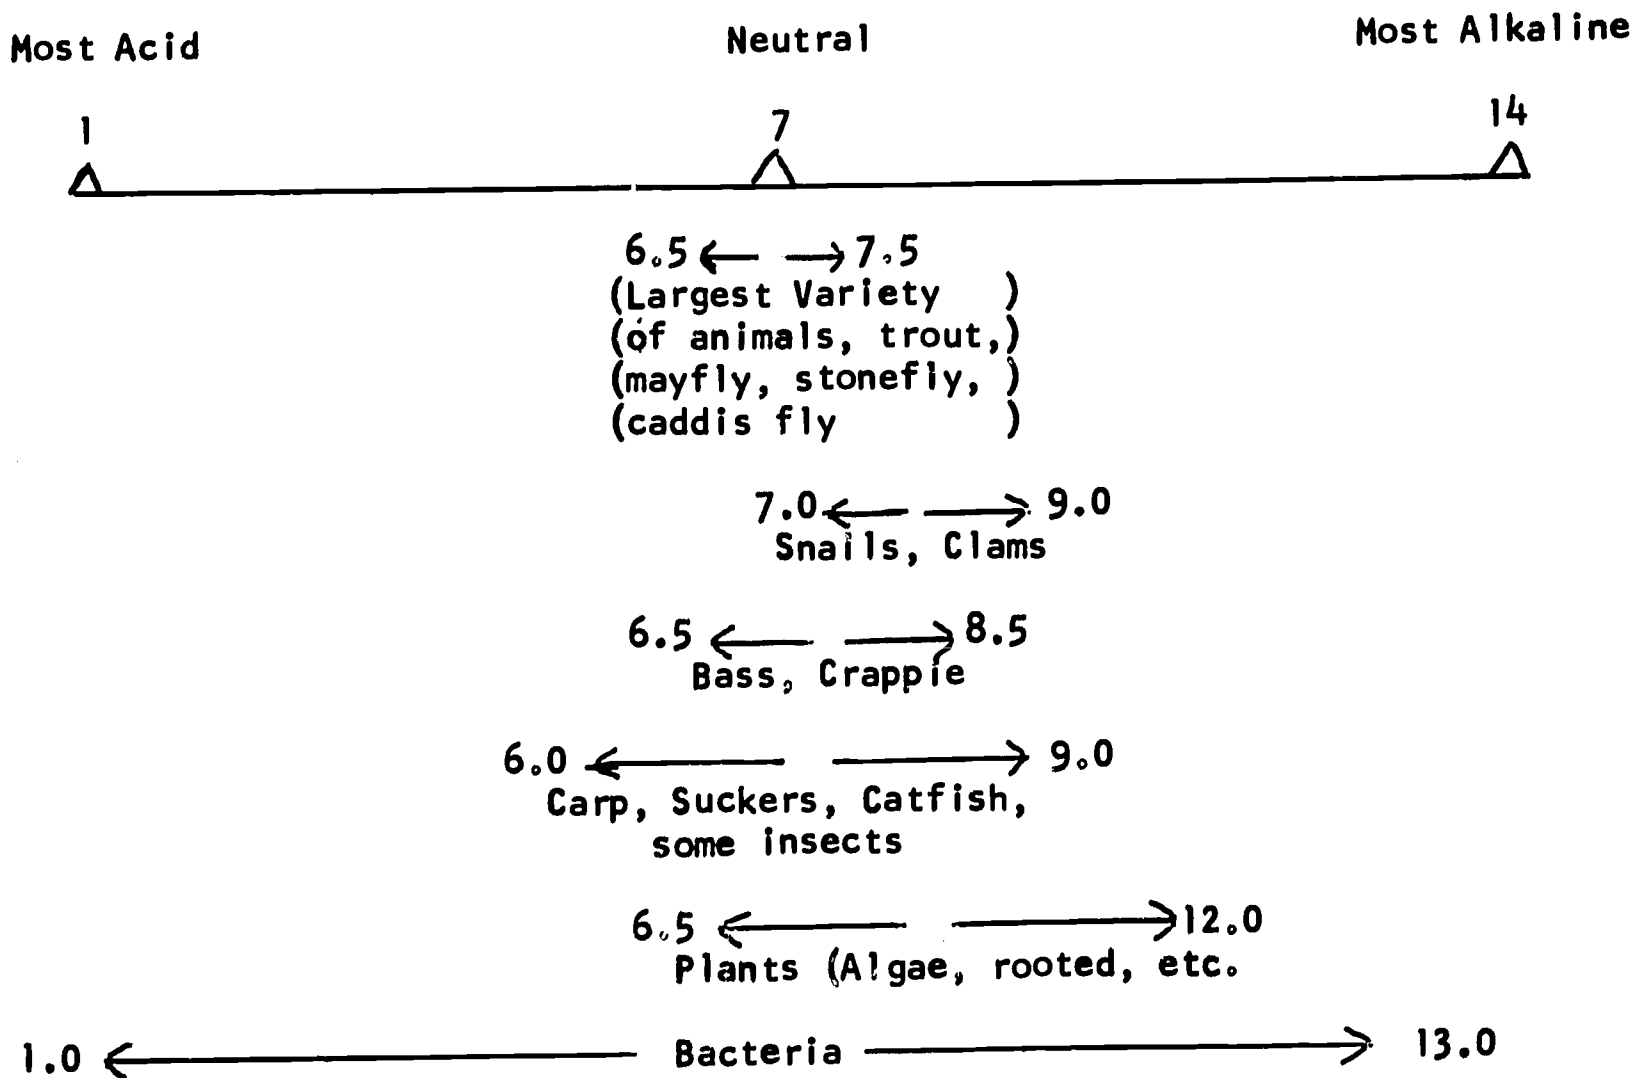 Most Acid Neutral Most Alkaline
1 7 14
6.5 7.5
(Largest Variety )
(of animals, trout,)
(mayfly, stonefly, )
(caddis fly )
7.0 9.0
Snails, Clams
6.5 8.5
Bass, Crappie
6.0 9.0
Carp, Suckers, Catfish,
some insects
6.5 12.0
Plants (Algae, rooted, etc.
1.0 Bacteria 13.0